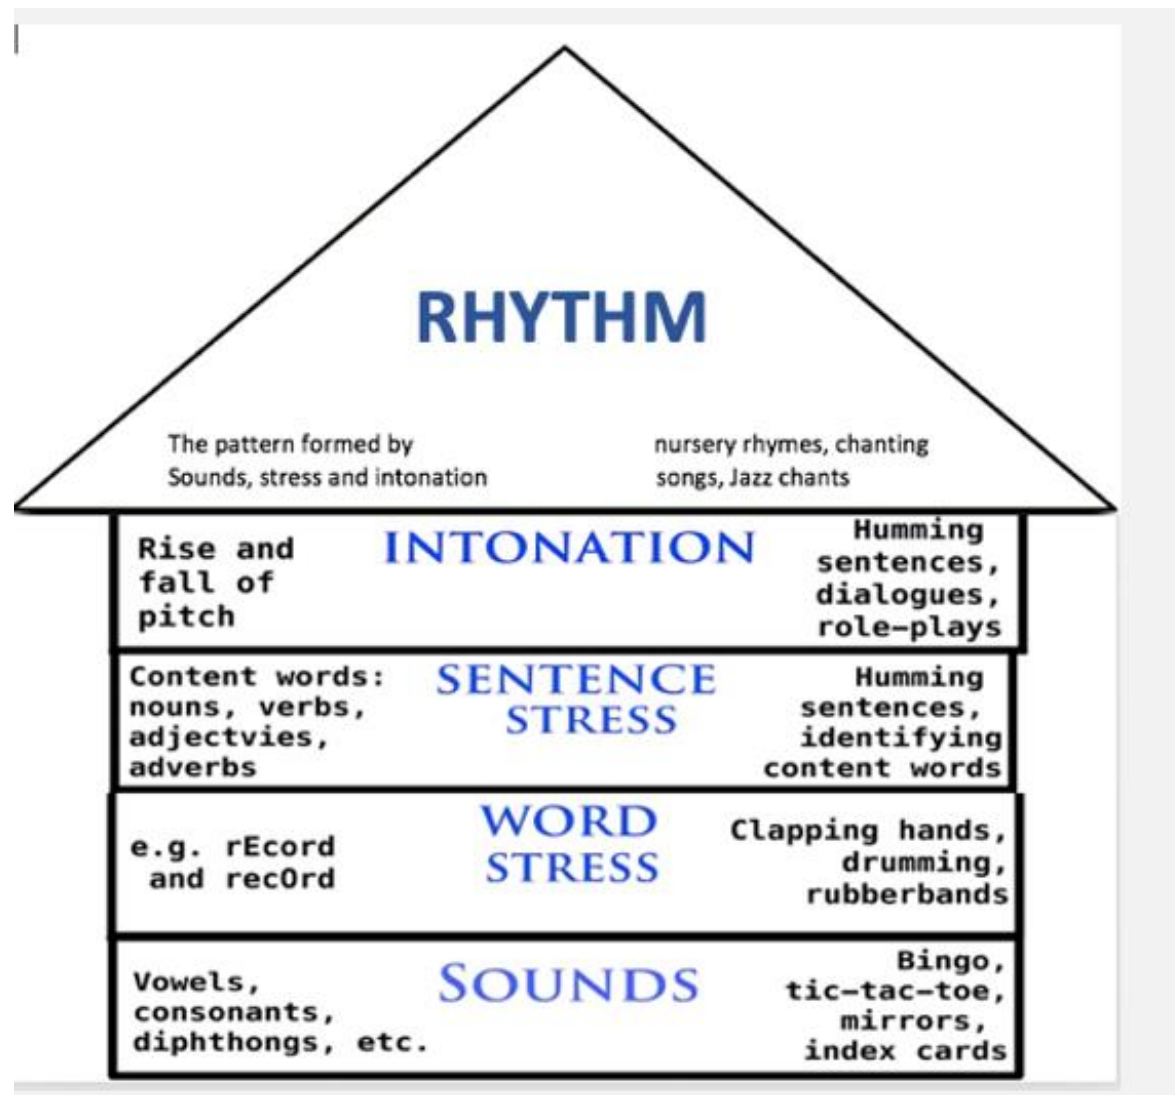 RHYTHM
The pattern formed by
Sounds, stress and intonation
nursery rhymes, chanting
songs, Jazz chants
Rise and
fall of
pitch
INTONATION
Humming
sentences,
dialogues,
role-plays
Content words:
nouns, verbs,
adjectvies,
adverbs
SENTENCE
STRESS
Humming
sentences,
identifying
content words
e.g. rEcord
and recOrd
WORD
STRESS
Clapping hands,
drumming,
rubberbands
Vowels,
consonants,
diphthongs, etc.
SOUNDS
Bingo,
tic-tac-toe,
mirrors,
index cards